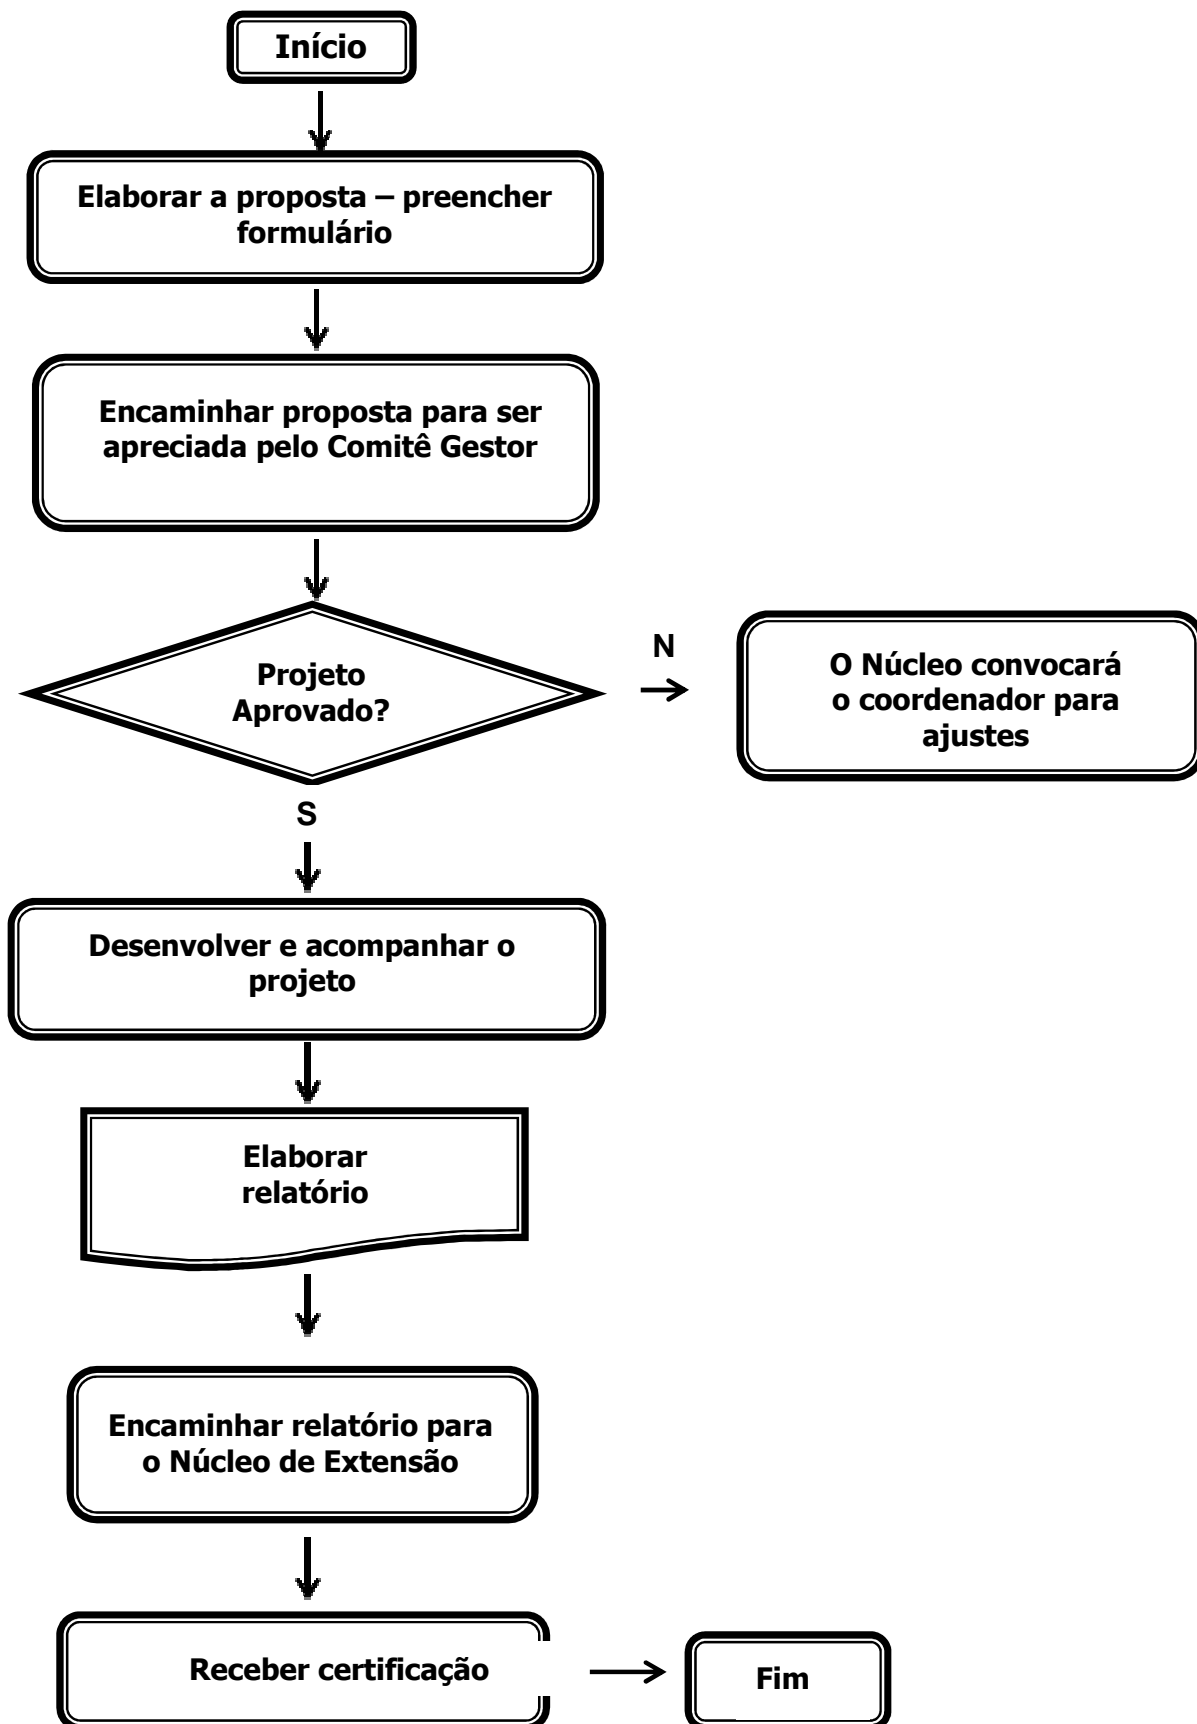 Início
Elaborar a proposta – preencher
formulário
Encaminhar proposta para ser
apreciada pelo Comitê Gestor
Projeto
Aprovado?
N
O Núcleo convocará
o coordenador para
ajustes
S
Desenvolver e acompanhar o
projeto
Elaborar
relatório
Encaminhar relatório para
o Núcleo de Extensão
Receber certificação
Fim